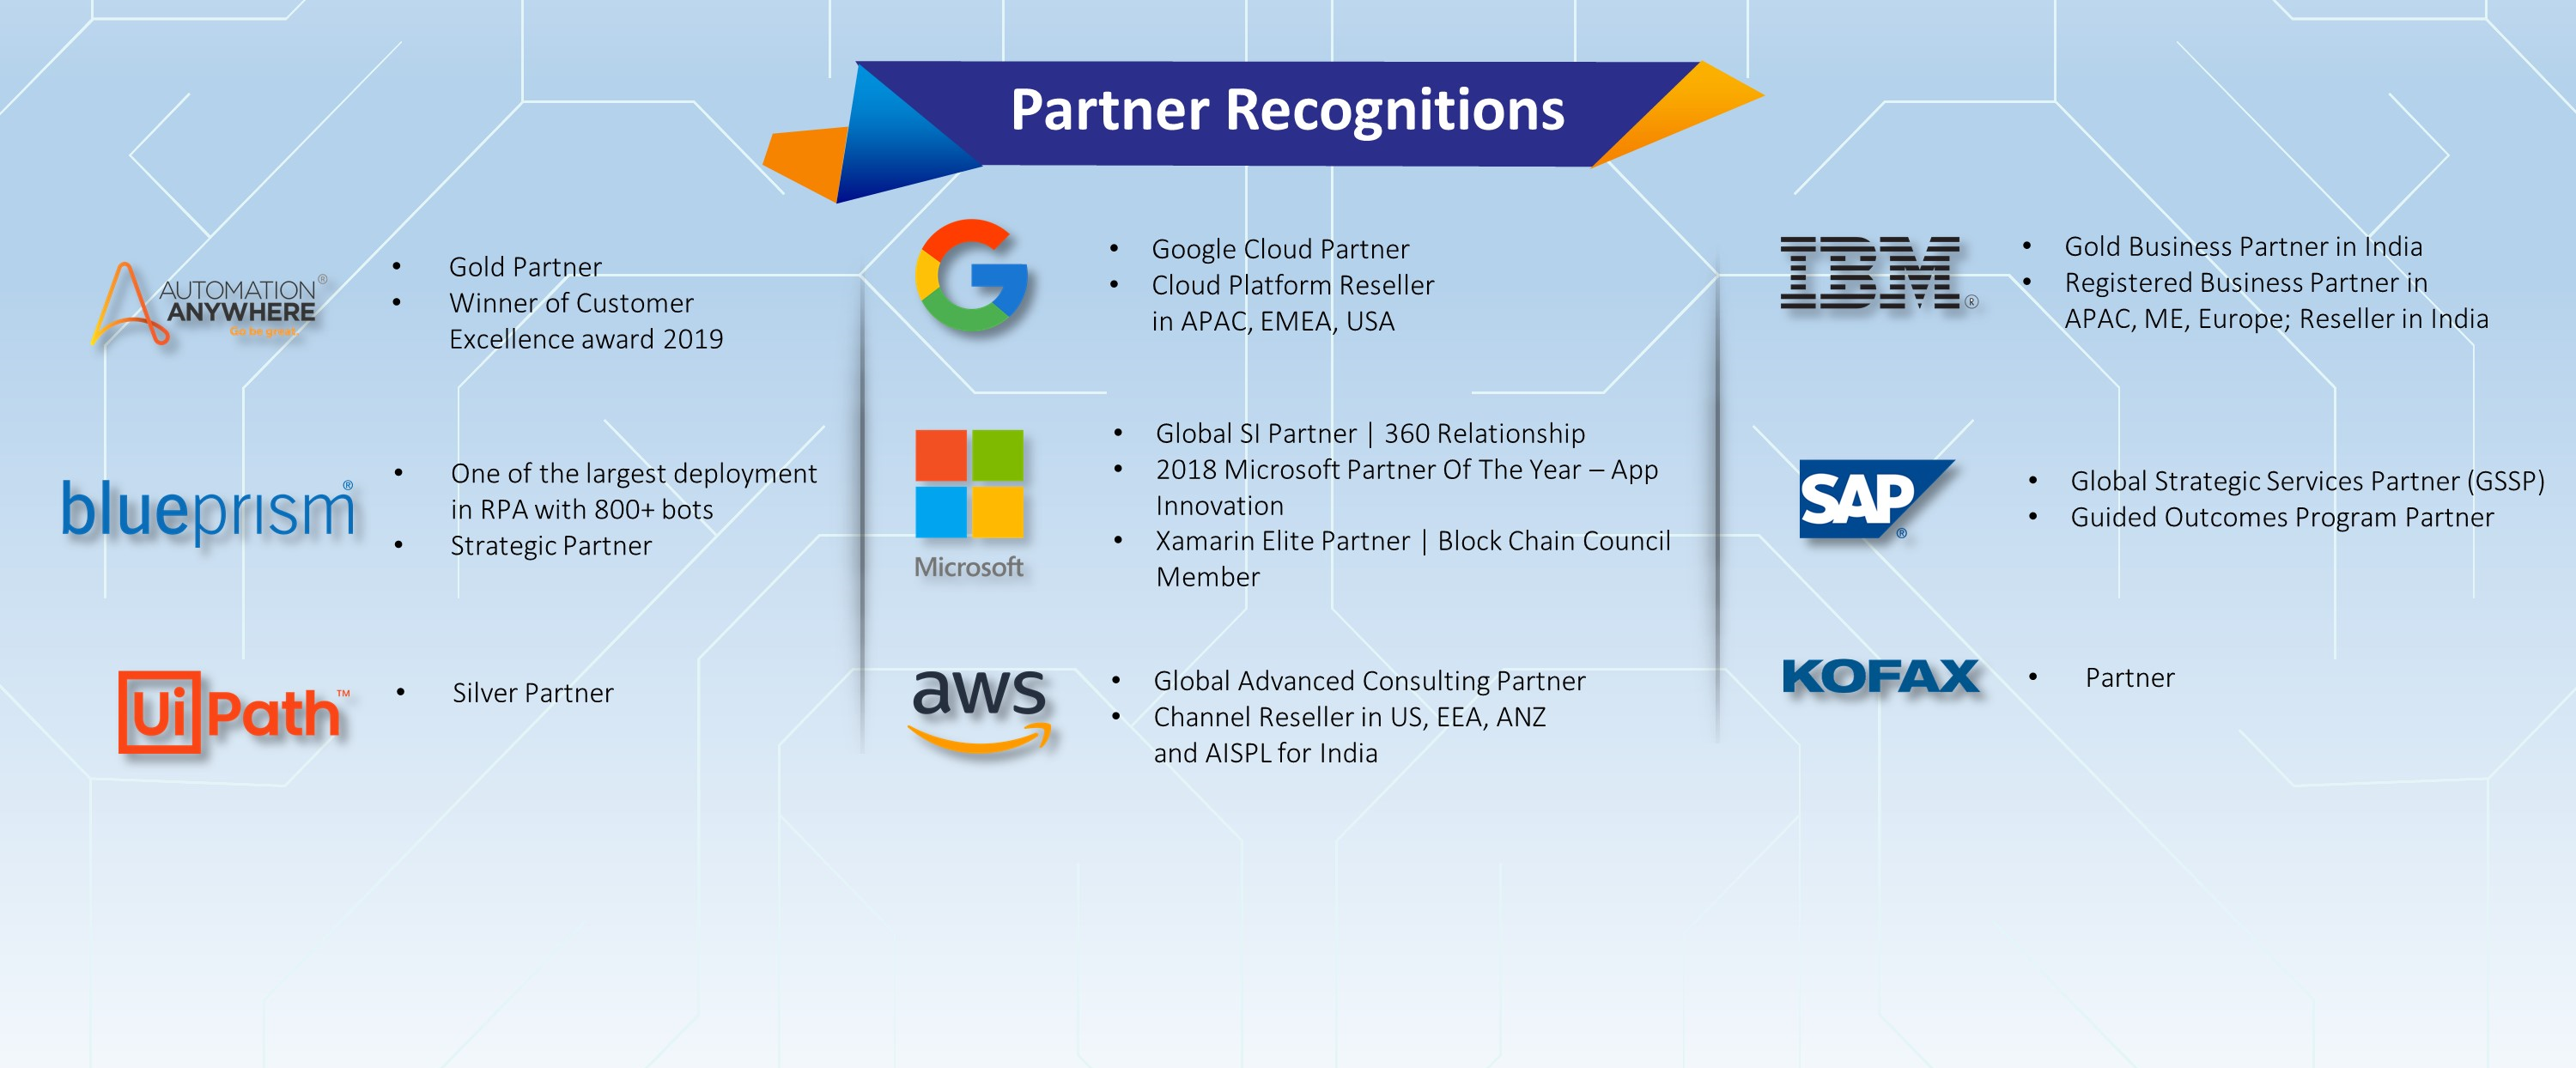 Partner Recognitions
AUTOMATION®
ANYWHERE
Go be great.
• Gold Partner
• Winner of Customer
Excellence award 2019
blueprism®
• One of the largest deployment
in RPA with 800+ bots
• Strategic Partner
UiPath™
• Silver Partner
G
• Google Cloud Partner
• Cloud Platform Reseller
in APAC, EMEA, USA
Microsoft
• Global SI Partner | 360 Relationship
• 2018 Microsoft Partner Of The Year – App
Innovation
• Xamarin Elite Partner | Block Chain Council
Member
aws
• Global Advanced Consulting Partner
• Channel Reseller in US, EEA, ANZ
and AISPL for India
IBM®
• Gold Business Partner in India
• Registered Business Partner in
APAC, ME, Europe; Reseller in India
SAP®
• Global Strategic Services Partner (GSSP)
• Guided Outcomes Program Partner
KOFAX
• Partner